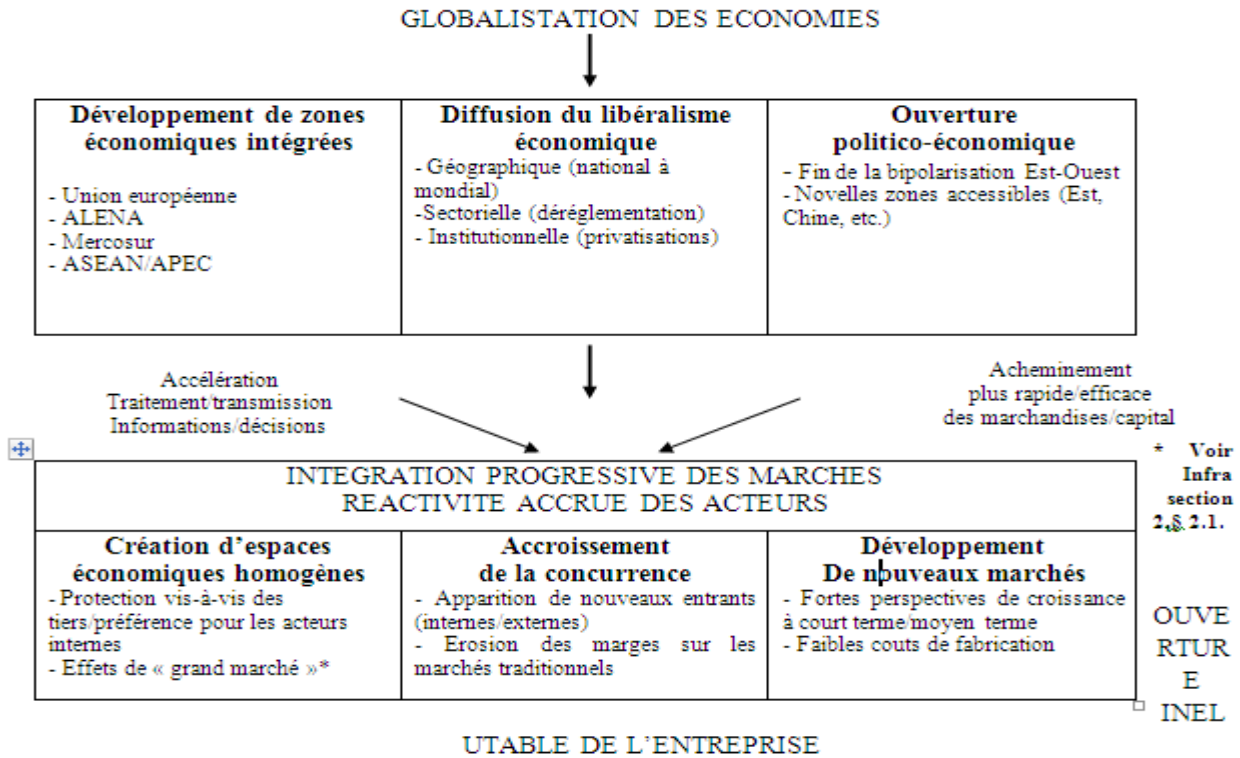 GLOBALISTATION DES ECONOMIES
Développement de zones
économiques intégrées
- Union européenne
- ALENA
- Mercosur
- ASEAN/APEC
Diffusion du libéralisme
économique
- Géographique (national à
mondial)
-Sectorielle (déréglementation)
- Institutionnelle (privatisations)
Ouverture
politico-économique
- Fin de la bipolarisation Est-Ouest
- Novelles zones accessibles (Est,
Chine, etc.)
Accélération
Traitement/transmission
Informations/décisions
Acheminement
plus rapide/efficace
des marchandises/capital
INTEGRATION PROGRESSIVE DES MARCHES
REACTIVITE ACCRUE DES ACTEURS
Création d'espaces
économiques homogènes
- Protection vis-à-vis des
tiers/préférence pour les acteurs
internes
- Effets de « grand marché »*
Accroissement
de la concurrence
- Apparition de nouveaux entrants
(internes/externes)
- Erosion des marges sur les
marchés traditionnels
Développement
De nouveaux marchés
- Fortes perspectives de croissance
à court terme/moyen terme
- Faibles couts de fabrication
* Voir
Infra
section
2,§ 2.1.
OUVE
RTUR
E
INEL
UTABLE DE L'ENTREPRISE